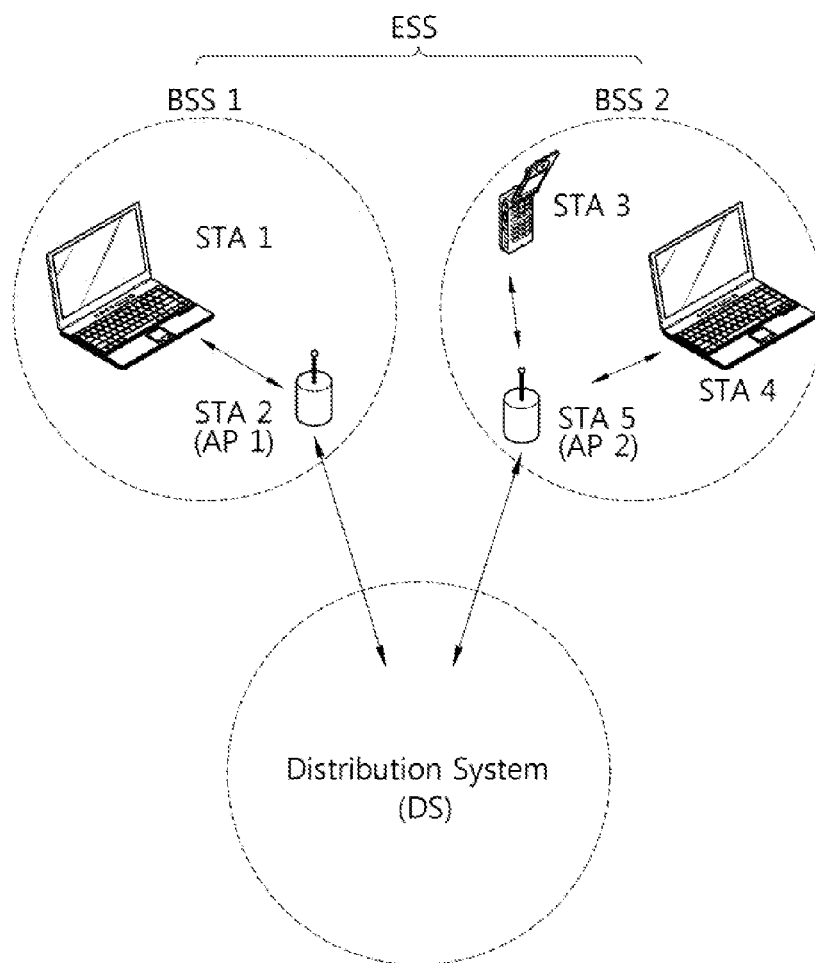 ESS
BSS 1
BSS 2
STA 1
STA 2
(AP 1)
STA 3
STA 4
STA 5
(AP 2)
Distribution System
(DS)